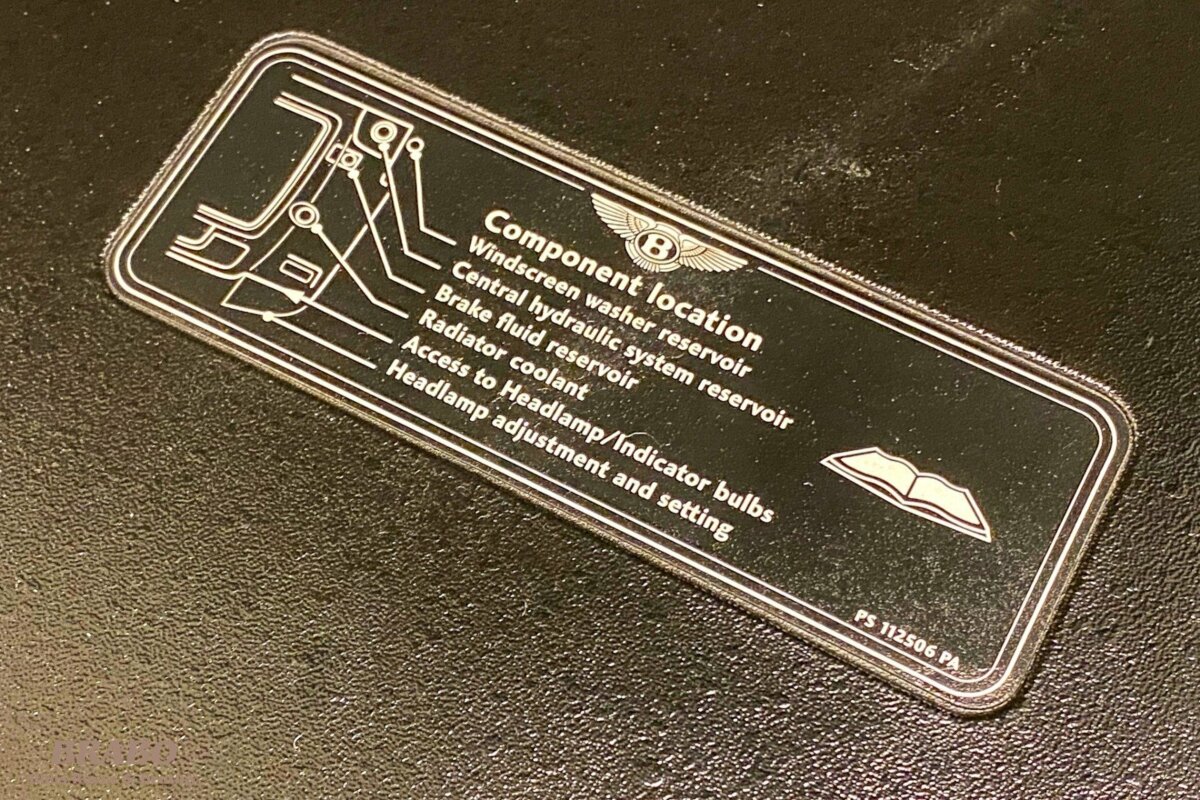 B
Component location
Windscreen washer reservoir
Central hydraulic system reservoir
Brake fluid reservoir
Radiator coolant
Access to Headlamp/Indicator bulbs
Headlamp adjustment and setting
PS 112506 PA
BRABO